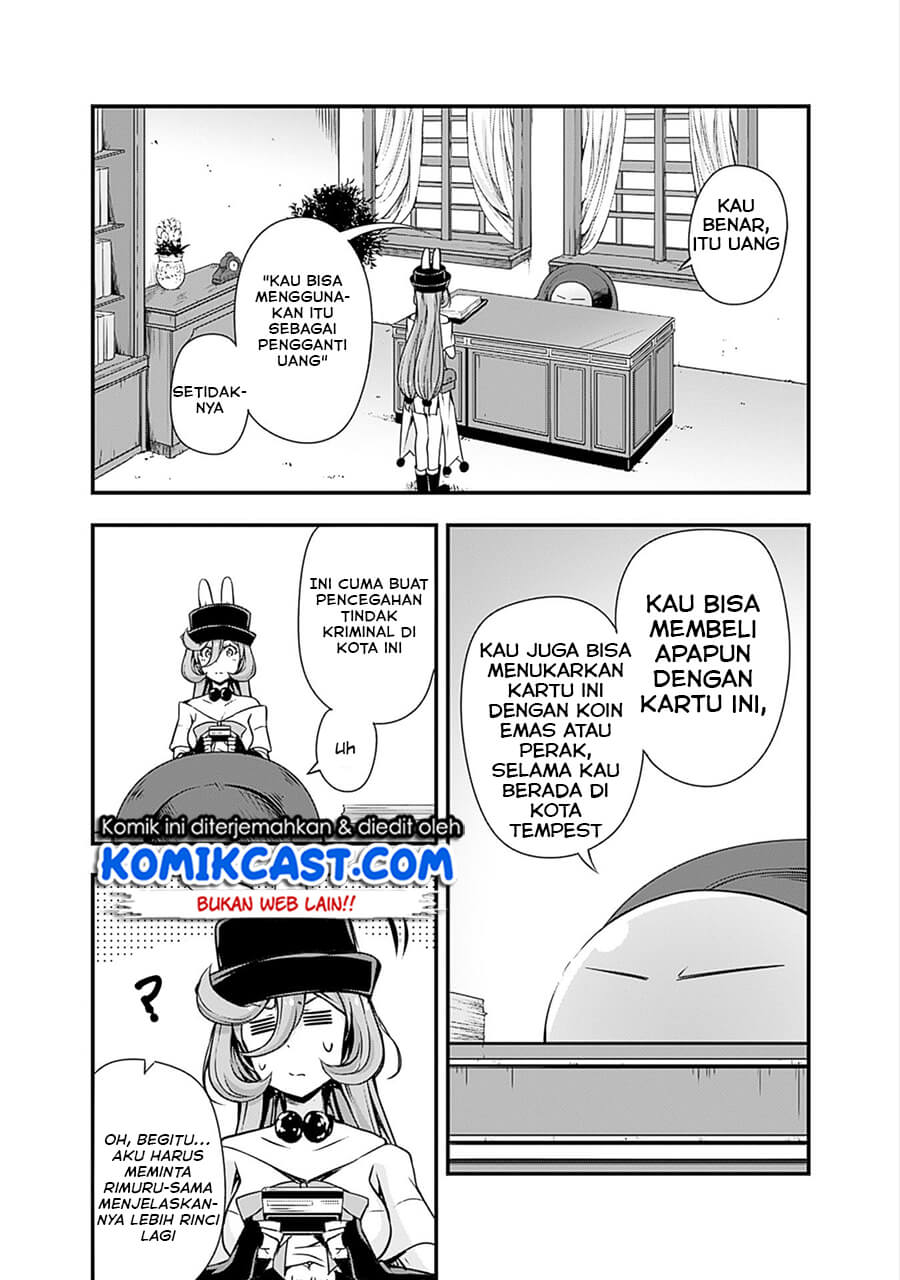 KAU
BENAR,
ITU UANG
"KAU BISA
MENGGUNA-
KAN ITU
SEBAGAI
PENGGANTI
UANG"
SETIDAK-
NYA
KAU BISA
MEMBELI
APAPUN
DENGAN
KARTU INI,
KAU JUGA BISA
MENUKARKAN
KARTU INI
DENGAN KOIN
EMAS ATAU
PERAK,
SELAMA KAU
BERADA DI
KOTA
TEMPEST
INI CUMA BUAT
PENCEGAHAN
TINDAK
KRIMINAL DI
KOTA INI
Uh
Komik ini diterjemahkan & diedit oleh
KOMIKCAST.COM
BUKAN WEB LAIN!!
?
OH, BEGITU...
AKU HARUS
MEMINTA
RIMURU-SAMA
MENJELASKAN-
NYA LEBIH RINCI
LAGI